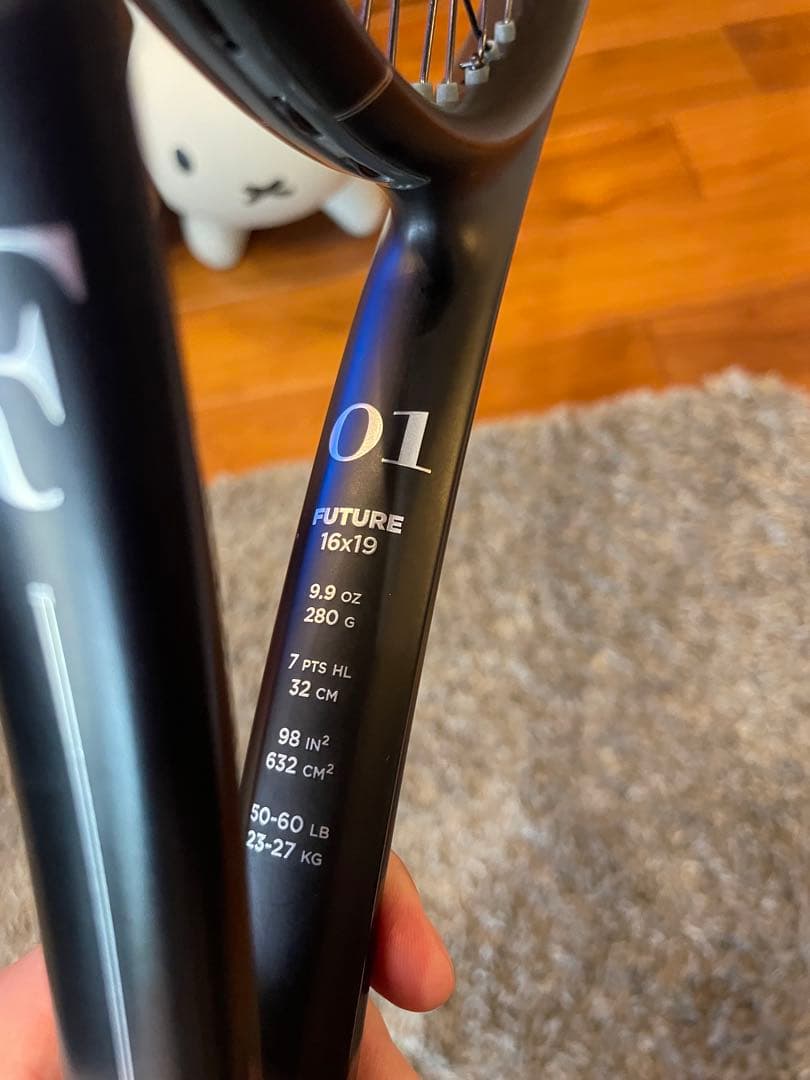 01
FUTURE
16x19
9.9 OZ
280 G
7 PTS HL
32 CM
98 IN²
632 CM²
50-60 LB
23-27 KG